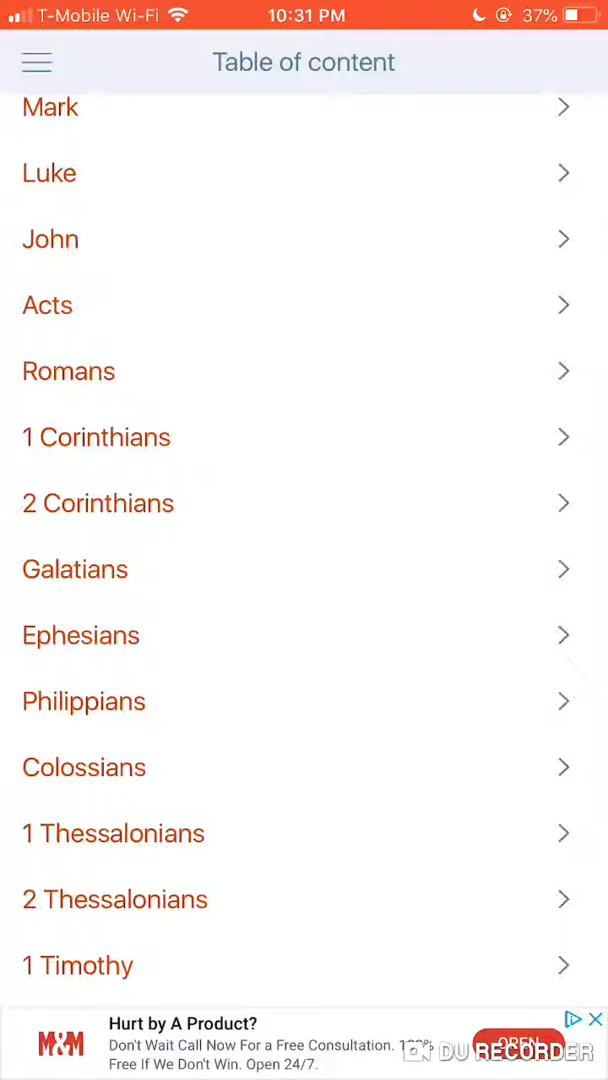 T-Mobile Wi-Fi 10:31 PM 37%
Table of content
Mark
Luke
John
Acts
Romans
1 Corinthians
2 Corinthians
Galatians
Ephesians
Philippians
Colossians
1 Thessalonians
2 Thessalonians
1 Timothy
M&M
Hurt by A Product?
Don't Wait Call Now For a Free Consultation. 100%
Free If We Don't Win. Open 24/7.
OPEN
DU RECORDER